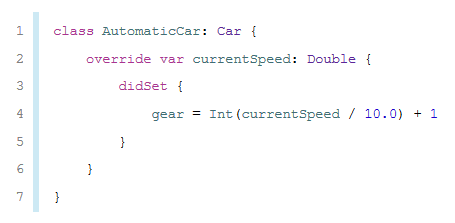 1 class AutomaticCar: Car {
2     override var currentSpeed: Double {
3         didSet {
4             gear = Int(currentSpeed / 10.0) + 1
5         }
6     }
7 }